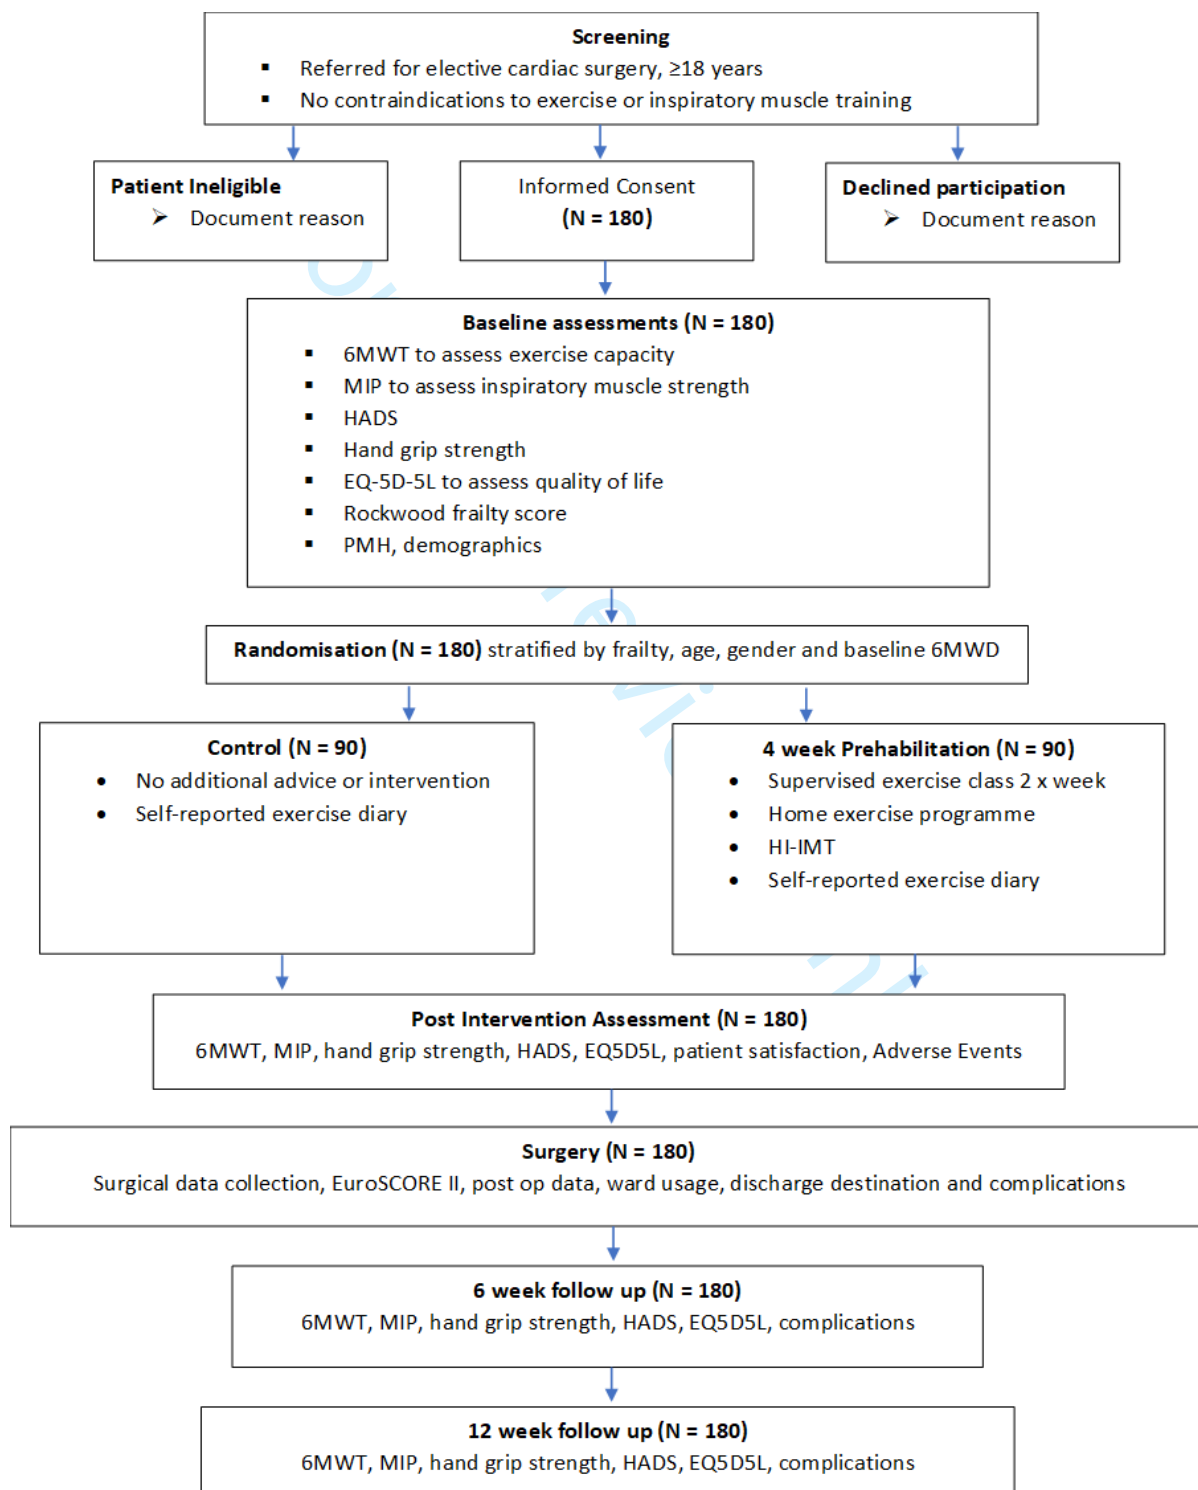 Screening
▪ Referred for elective cardiac surgery, ≥18 years
▪ No contraindications to exercise or inspiratory muscle training
Patient Ineligible
➢ Document reason
Informed Consent
(N = 180)
Declined participation
➢ Document reason
Baseline assessments (N = 180)
▪ 6MWT to assess exercise capacity
▪ MIP to assess inspiratory muscle strength
▪ HADS
▪ Hand grip strength
▪ EQ-5D-5L to assess quality of life
▪ Rockwood frailty score
▪ PMH, demographics
Randomisation (N = 180) stratified by frailty, age, gender and baseline 6MWD
Control (N = 90)
• No additional advice or intervention
• Self-reported exercise diary
4 week Prehabilitation (N = 90)
• Supervised exercise class 2 x week
• Home exercise programme
• HI-IMT
• Self-reported exercise diary
Post Intervention Assessment (N = 180)
6MWT, MIP, hand grip strength, HADS, EQ5D5L, patient satisfaction, Adverse Events
Surgery (N = 180)
Surgical data collection, EuroSCORE II, post op data, ward usage, discharge destination and complications
6 week follow up (N = 180)
6MWT, MIP, hand grip strength, HADS, EQ5D5L, complications
12 week follow up (N = 180)
6MWT, MIP, hand grip strength, HADS, EQ5D5L, complications